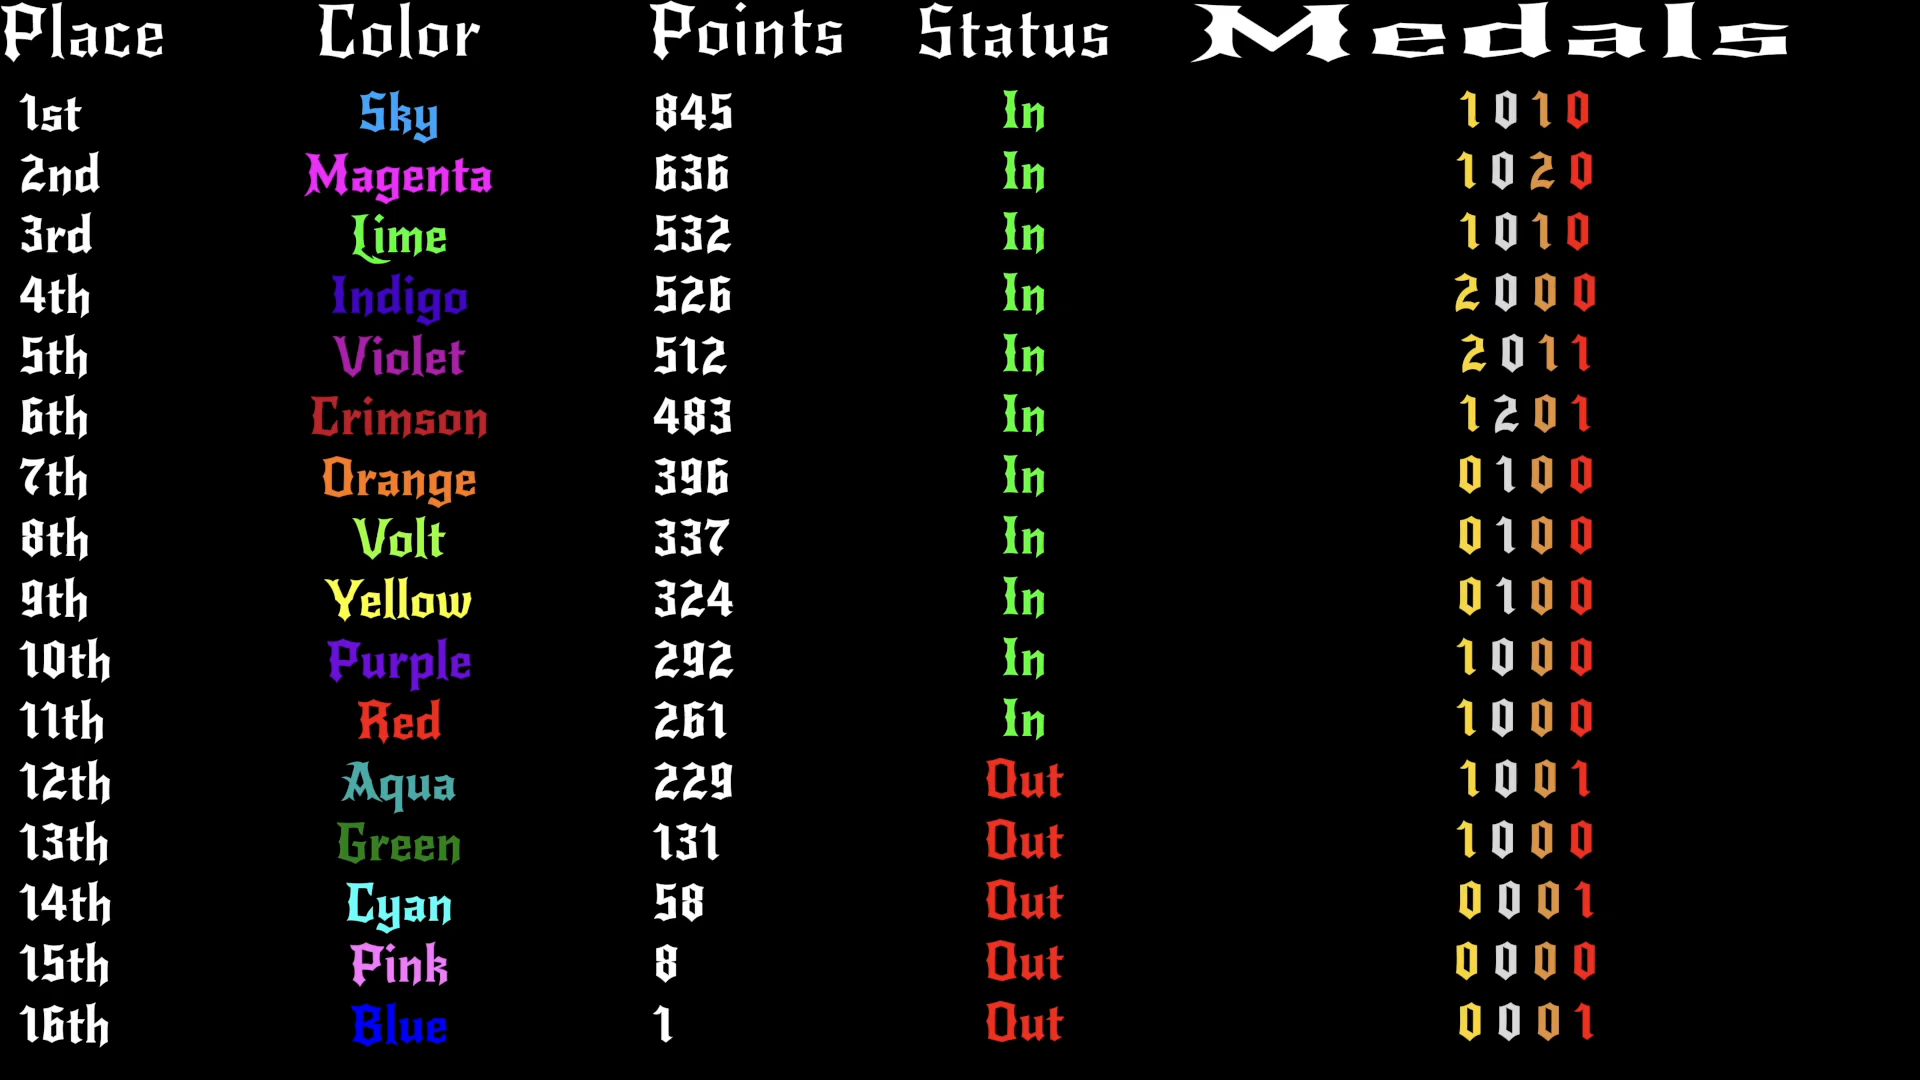 Place Color Points Status Medals
1st Sky 845 In 1 0 1 0
2nd Magenta 636 In 1 0 2 0
3rd Lime 532 In 1 0 1 0
4th Indigo 526 In 2 0 0 0
5th Violet 512 In 2 0 1 1
6th Crimson 483 In 1 2 0 1
7th Orange 396 In 0 1 0 0
8th Volt 337 In 0 1 0 0
9th Yellow 324 In 0 1 0 0
10th Purple 292 In 1 0 0 0
11th Red 261 In 1 0 0 0
12th Aqua 229 Out 1 0 0 1
13th Green 131 Out 1 0 0 0
14th Cyan 58 Out 0 0 0 1
15th Pink 8 Out 0 0 0 0
16th Blue 1 Out 0 0 0 1